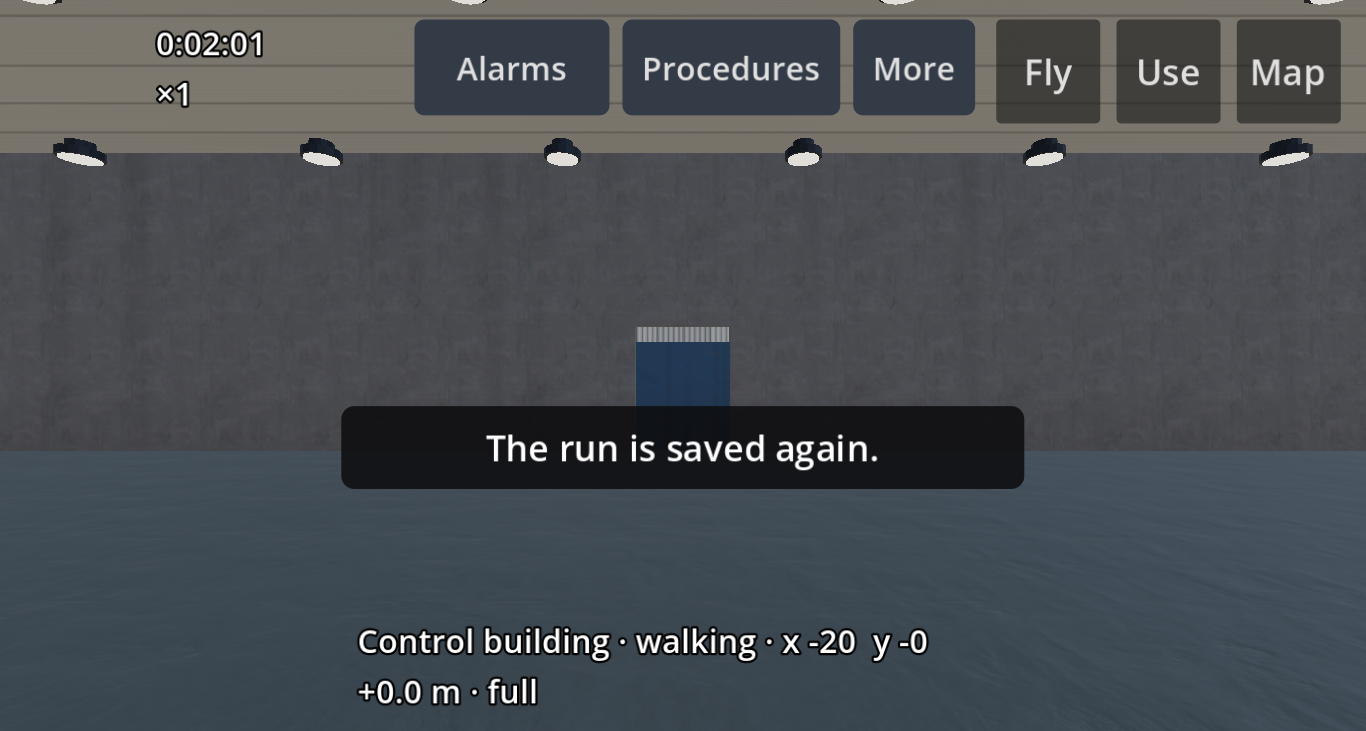 0:02:01
×1
Alarms
Procedures
More
Fly
Use
Map
The run is saved again.
Control building · walking · x -20  y -0
+0.0 m · full